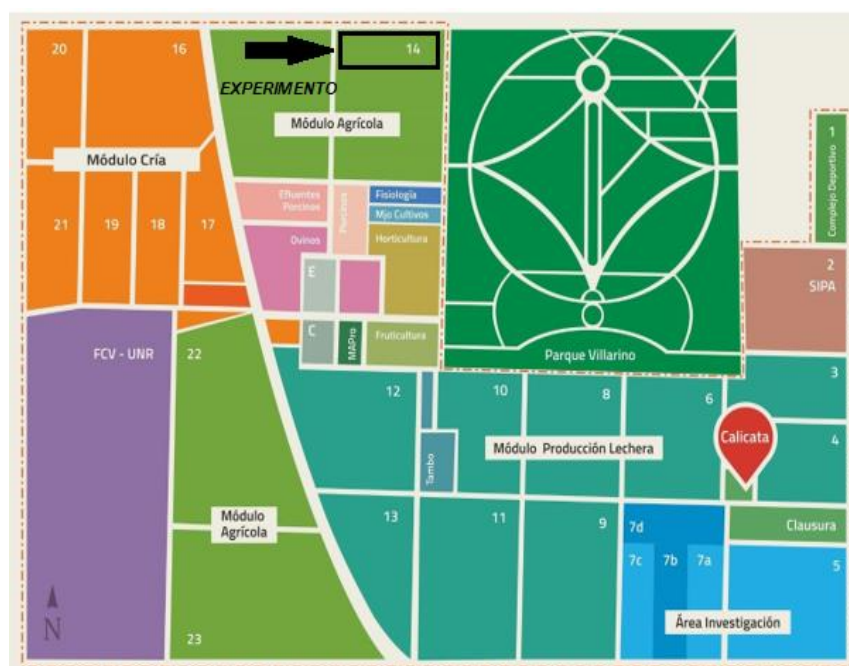 20
16
14
EXPERIMENTO
Módulo Agrícola
1
Complejo Deportivo
Módulo Cría
Efluentes
Porcinos
Porcinos
Fisiología
Mjo Cultivos
21
19
18
17
Ovinos
Horticultura
E
2
SIPA
C
MAPro
Fruticultura
FCV - UNR
22
Parque Villarino
12
10
8
6
3
Calicata
4
Módulo Producción Lechera
Tambo
Módulo
Agrícola
13
11
9
7d
Clausura
7c
7b
7a
5
N
23
Área Investigación